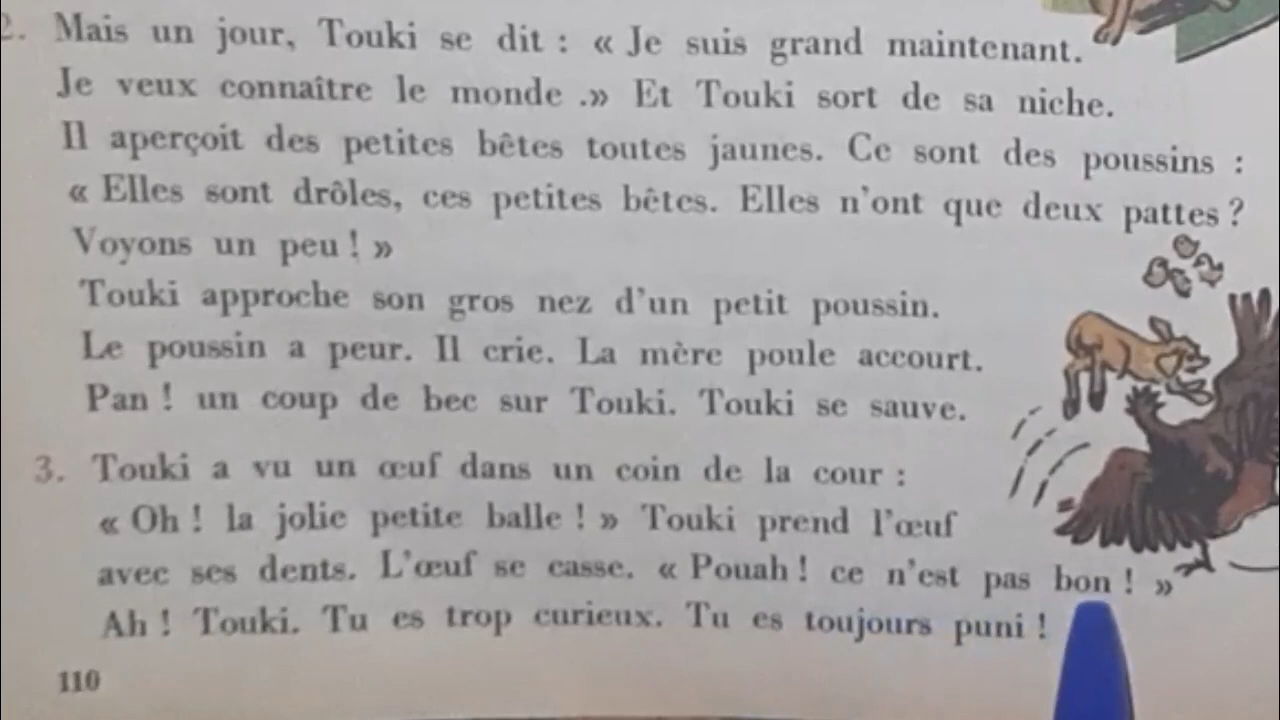 2. Mais un jour, Touki se dit : « Je suis grand maintenant.
Je veux connaître le monde .» Et Touki sort de sa niche.
Il aperçoit des petites bêtes toutes jaunes. Ce sont des poussins :
« Elles sont drôles, ces petites bêtes. Elles n'ont que deux pattes ?
Voyons un peu ! »
Touki approche son gros nez d'un petit poussin.
Le poussin a peur. Il crie. La mère poule accourt.
Pan ! un coup de bec sur Touki. Touki se sauve.
3. Touki a vu un œuf dans un coin de la cour :
« Oh ! la jolie petite balle ! » Touki prend l'œuf
avec ses dents. L'œuf se casse. « Pouah ! ce n'est pas bon ! »
Ah ! Touki. Tu es trop curieux. Tu es toujours puni !
110